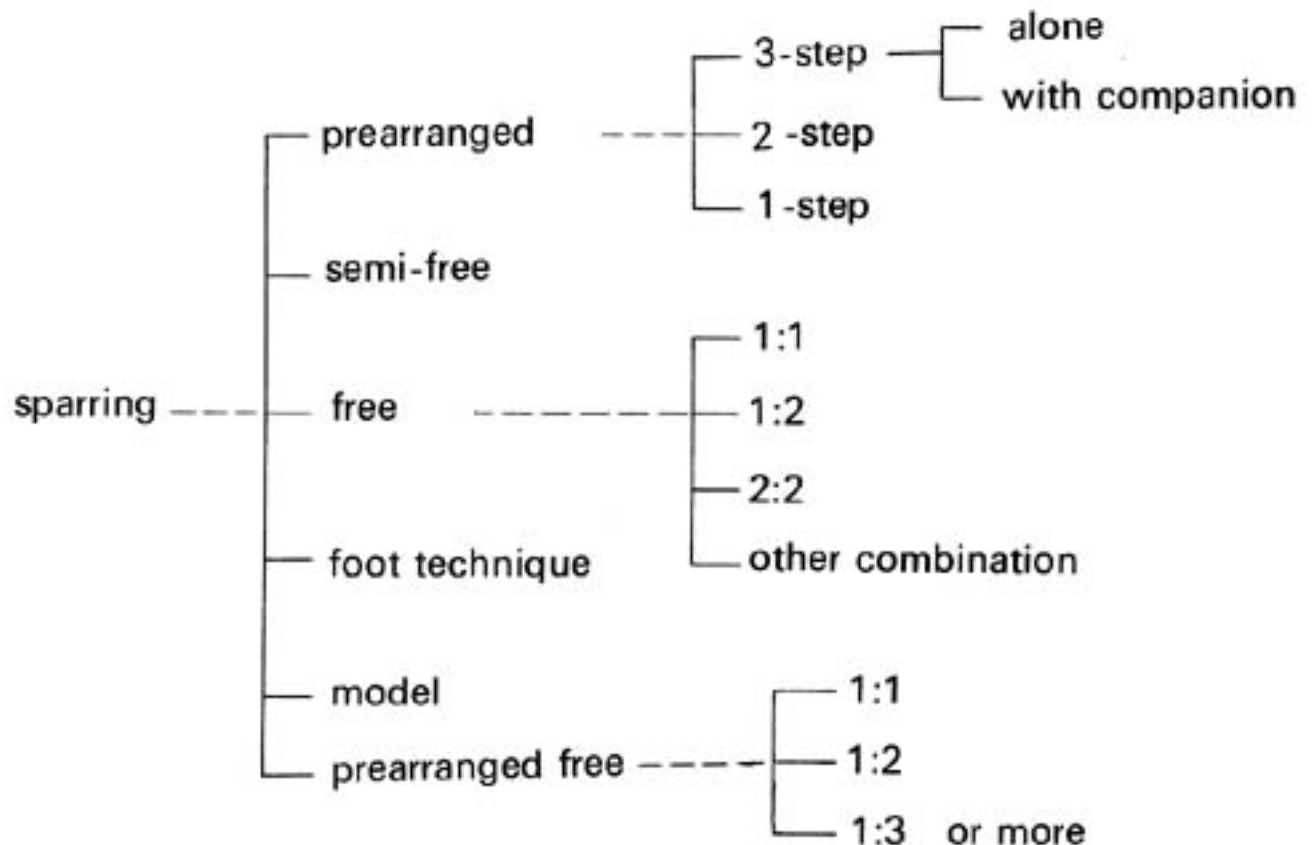 sparring
prearranged
3-step
alone
with companion
2 -step
1-step
semi-free
free
1:1
1:2
2:2
other combination
foot technique
model
prearranged free
1:1
1:2
1:3 or more